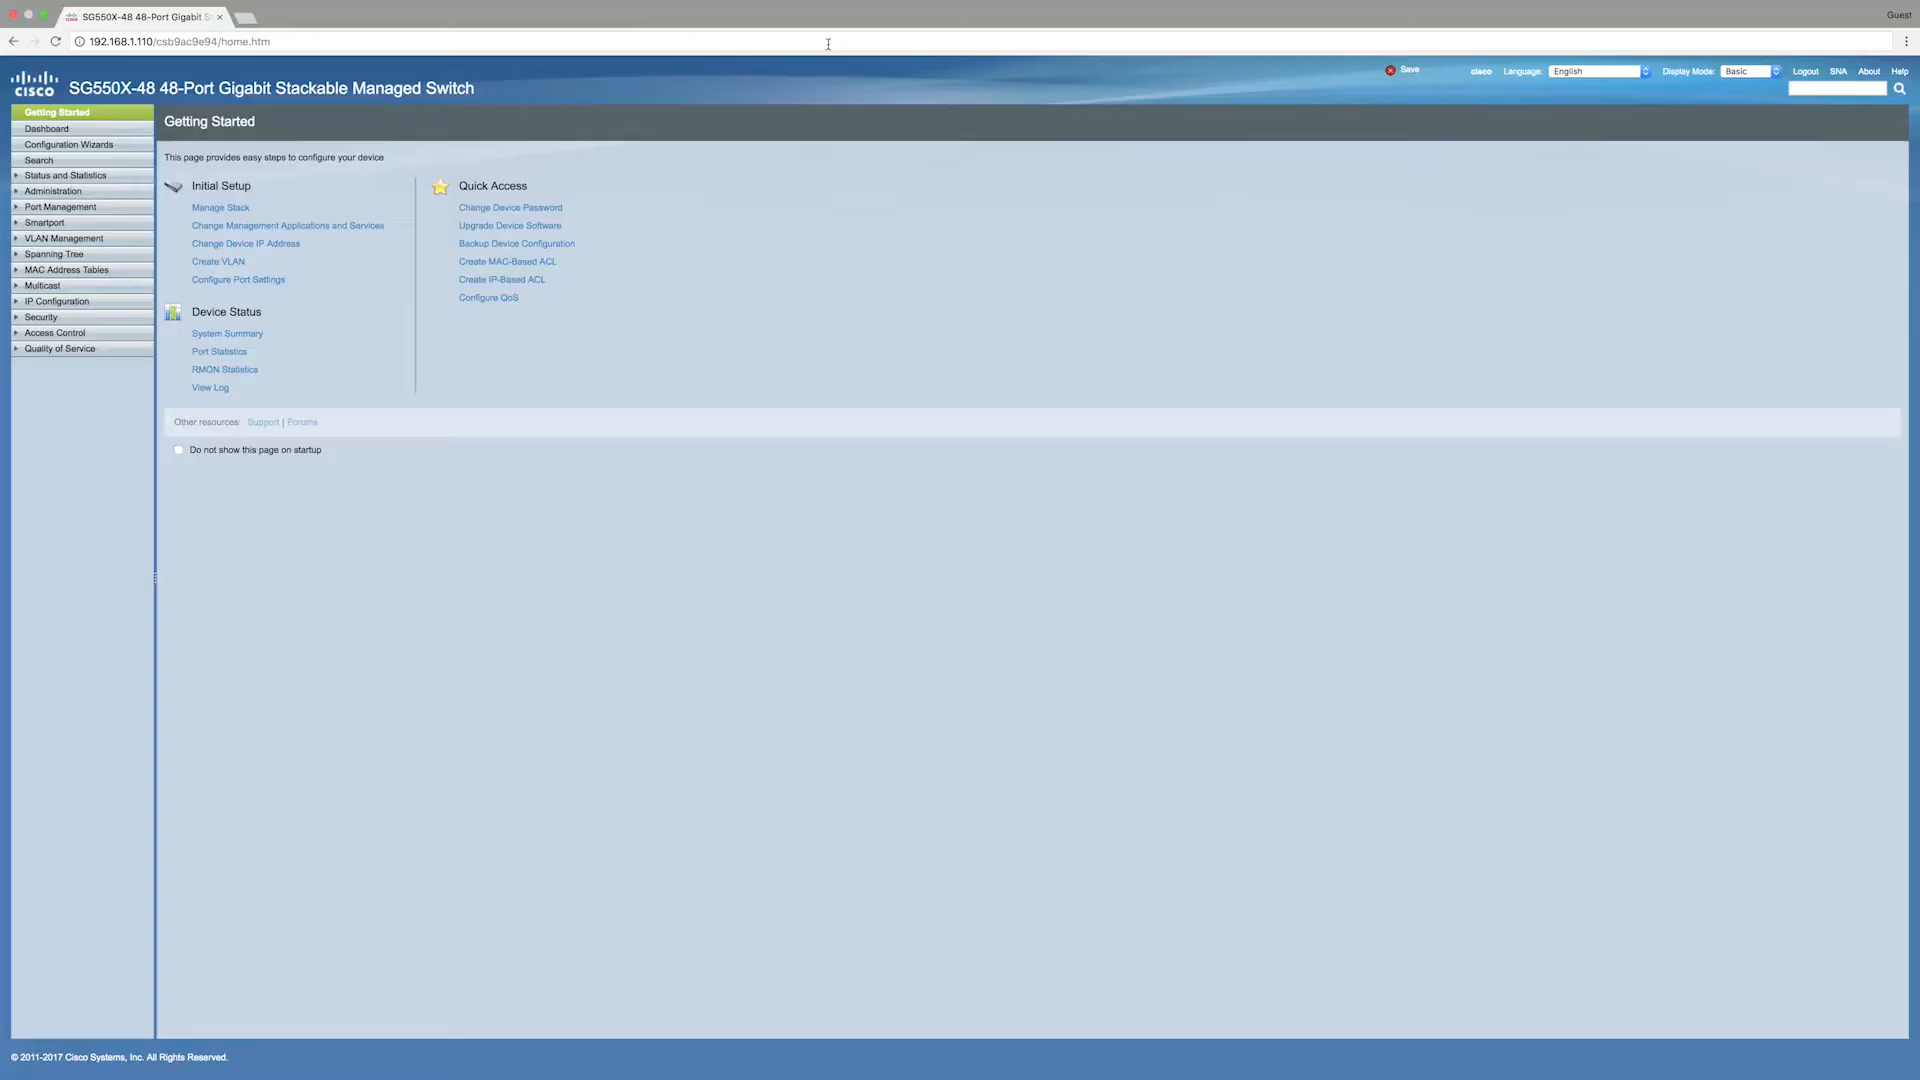 SG550X-48 48-Port Gigabit S
Guest
192.168.1.110/csb9ac9e94/home.htm
Save
cisco Language: English Display Mode: Basic Logout SNA About Help
CISCO SG550X-48 48-Port Gigabit Stackable Managed Switch
Getting Started
Dashboard
Configuration Wizards
Search
Status and Statistics
Administration
Port Management
Smartport
VLAN Management
Spanning Tree
MAC Address Tables
Multicast
IP Configuration
Security
Access Control
Quality of Service
Getting Started
This page provides easy steps to configure your device
Initial Setup
Manage Stack
Change Management Applications and Services
Change Device IP Address
Create VLAN
Configure Port Settings
Device Status
System Summary
Port Statistics
RMON Statistics
View Log
Quick Access
Change Device Password
Upgrade Device Software
Backup Device Configuration
Create MAC-Based ACL
Create IP-Based ACL
Configure QoS
Other resources: Support | Forums
Do not show this page on startup
© 2011-2017 Cisco Systems, Inc. All Rights Reserved.